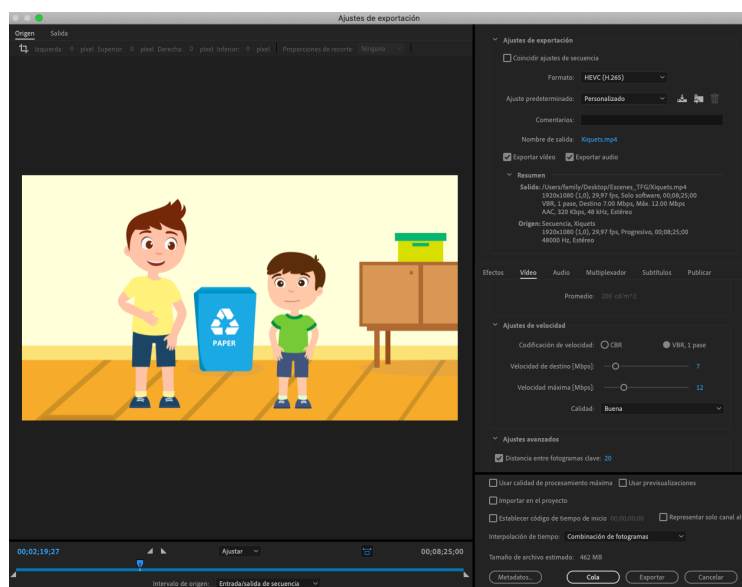 Ajustes de exportación
Origen Salida
Izquierda: 0 pixel Superior: 0 pixel Derecha: 0 pixel Inferior: 0 pixel Proporciones de recorte: Ninguno
PAPER
00;02;19;27 Ajustar 00;08;25;00
Intervalo de origen: Entrada/salida de secuencia
Ajustes de exportación
Coincidir ajustes de secuencia
Formato: HEVC (H.265)
Ajuste predeterminado: Personalizado
Comentarios:
Nombre de salida: Xiquets.mp4
Exportar vídeo Exportar audio
Resumen
Salida: /Users/family/Desktop/Escenes_TFG/Xiquets.mp4
1920x1080 (1,0), 29,97 fps, Solo software, 00;08;25;00
VBR, 1 pase, Destino 7.00 Mbps, Máx. 12.00 Mbps
AAC, 320 Kbps, 48 kHz, Estéreo
Origen: Secuencia, Xiquets
1920x1080 (1,0), 29,97 fps, Progresivo, 00;08;25;00
48000 Hz, Estéreo
Efectos Vídeo Audio Multiplexador Subtítulos Publicar
Promedio: 200 cd/m^2
Ajustes de velocidad
Codificación de velocidad: CBR VBR, 1 pase
Velocidad de destino [Mbps]: 7
Velocidad máxima [Mbps]: 12
Calidad: Buena
Ajustes avanzados
Distancia entre fotogramas clave: 20
Usar calidad de procesamiento máxima Usar previsualizaciones
Importar en el proyecto
Establecer código de tiempo de inicio 00;00;00;00 Representar solo canal al
Interpolación de tiempo: Combinación de fotogramas
Tamaño de archivo estimado: 462 MB
Metadatos... Cola Exportar Cancelar